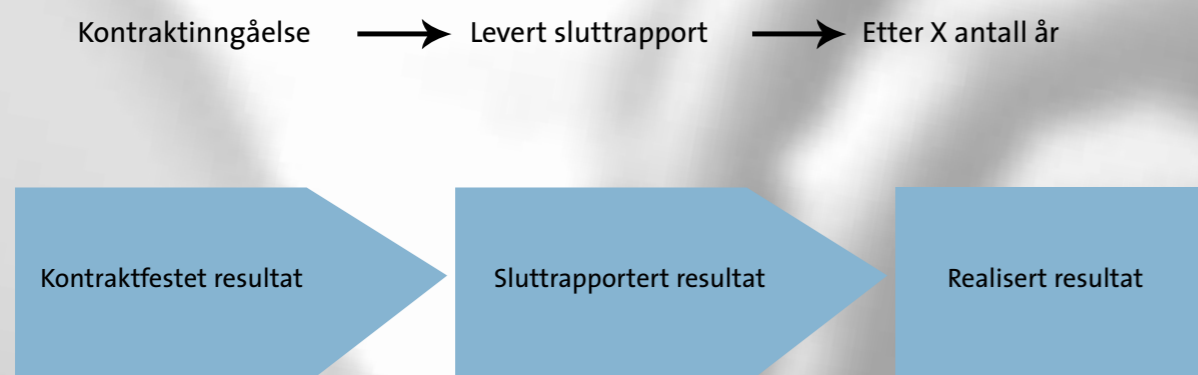 Kontraktinngåelse Levert sluttrapport Etter X antall år
Kontraktfestet resultat Sluttrapportert resultat Realisert resultat